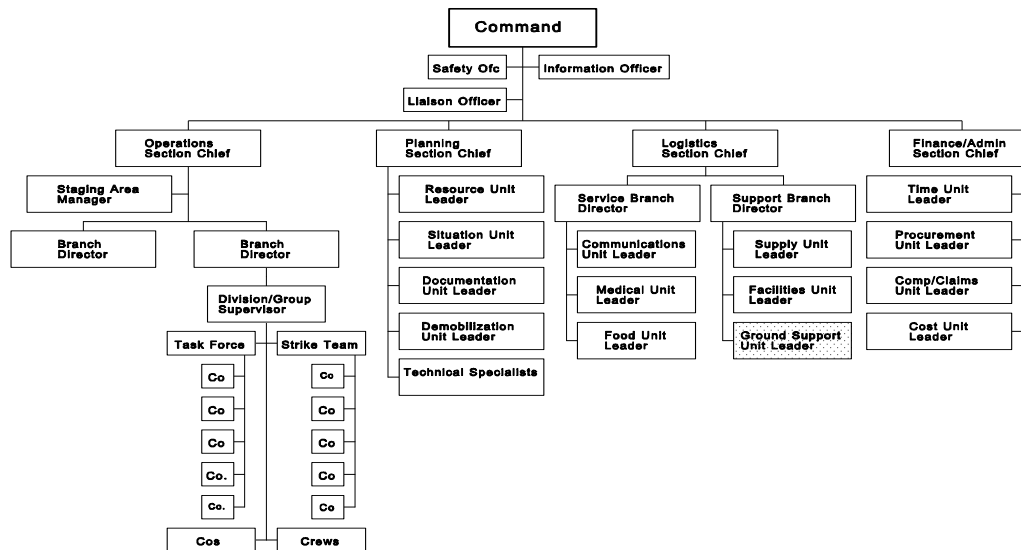 Command
Safety Ofc
Information Officer
Liaison Officer
Operations
Section Chief
Planning
Section Chief
Logistics
Section Chief
Finance/Admin
Section Chief
Staging Area
Manager
Branch
Director
Branch
Director
Division/Group
Supervisor
Task Force
Strike Team
Co
Co
Co
Co.
Co.
Co
Co
Co
Co
Co
Cos
Crews
Resource Unit
Leader
Situation Unit
Leader
Documentation
Unit Leader
Demobilization
Unit Leader
Technical Specialists
Service Branch
Director
Communications
Unit Leader
Medical Unit
Leader
Food Unit
Leader
Support Branch
Director
Supply Unit
Leader
Facilities Unit
Leader
Ground Support
Unit Leader
Time Unit
Leader
Procurement
Unit Leader
Comp/Claims
Unit Leader
Cost Unit
Leader